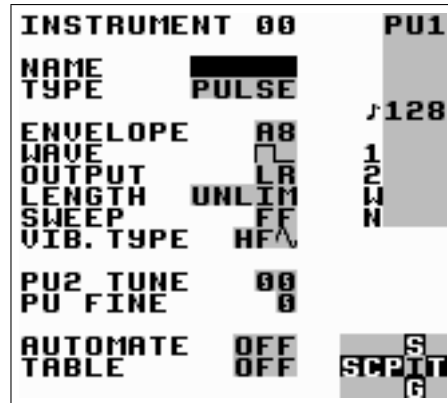 INSTRUMENT 00 PU1
NAME
TYPE PULSE
♪128
ENVELOPE A8
WAVE 1
OUTPUT LR 2
LENGTH UNLIM W
SWEEP FF N
VIB. TYPE HF
PU2 TUNE 00
PU FINE 0
AUTOMATE OFF S
TABLE OFF SCPIT
G